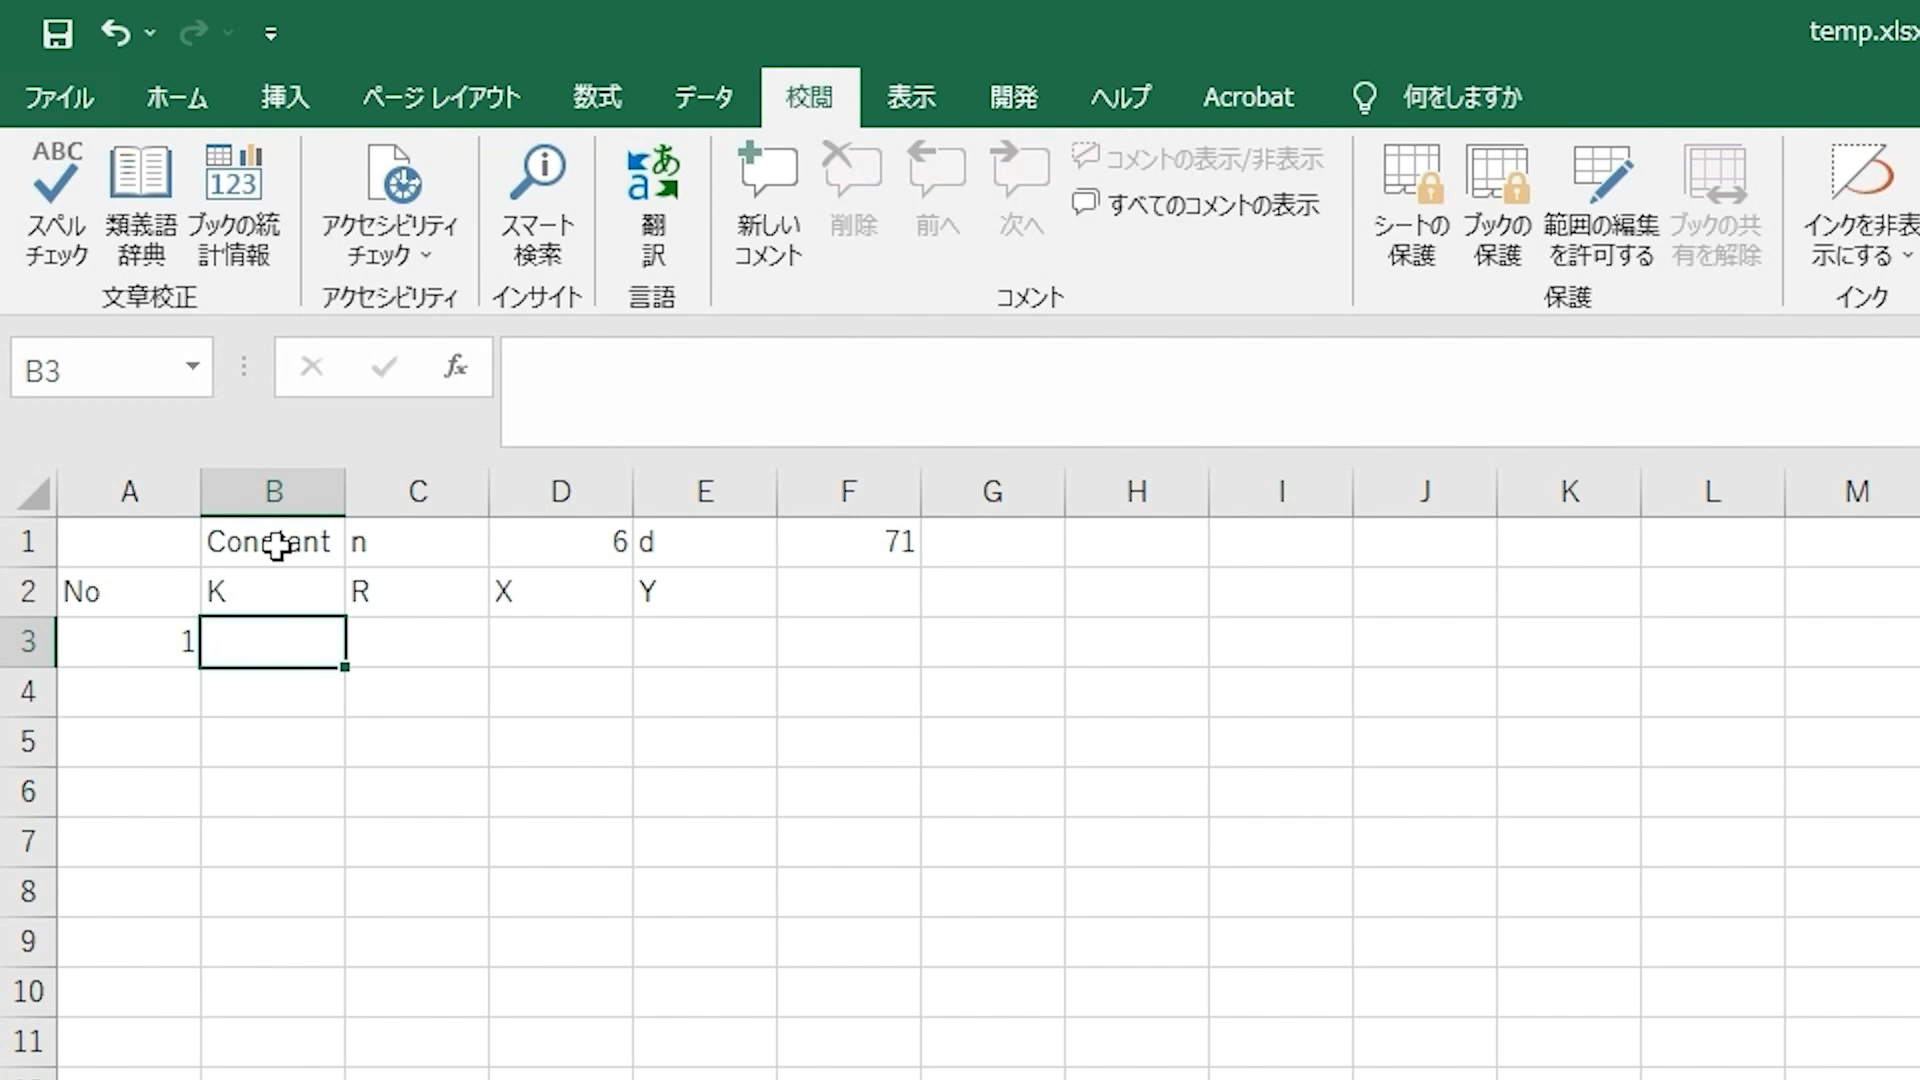 temp.xlsx
ファイル ホーム 挿入 ページ レイアウト 数式 データ 校閲 表示 開発 ヘルプ Acrobat 何をしますか
ABC
スペル チェック
類義語 辞典
123
ブックの統 計情報
文章校正
アクセシビリティ チェック
アクセシビリティ
スマート 検索
インサイト
あ a
翻 訳
言語
新しい コメント
削除
前へ
次へ
コメントの表示/非表示
すべてのコメントの表示
コメント
シートの 保護
ブックの 保護
範囲の編集 を許可する
ブックの共 有を解除
保護
インクを非表 示にする
インク
B3 fx
A B C D E F G H I J K L M
1 Constant n 6 d 71
2 No K R X Y
3 1
4
5
6
7
8
9
10
11